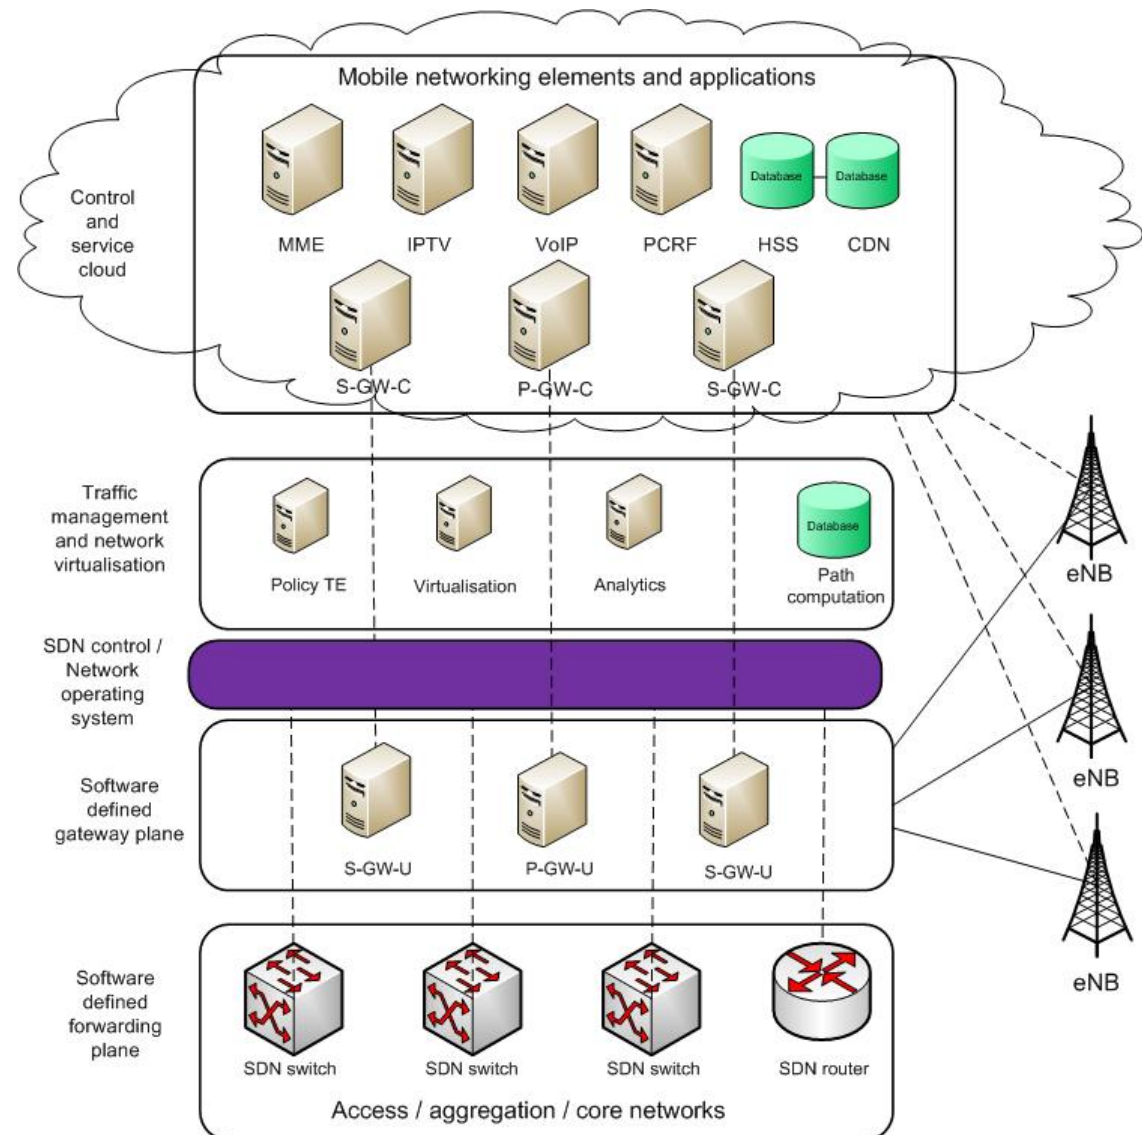 Mobile networking elements and applications
Database
Database
Control
and
service
cloud
MME
IPTV
VoIP
PCRF
HSS
CDN
S-GW-C
P-GW-C
S-GW-C
Traffic
management
and network
virtualisation
Database
Policy TE
Virtualisation
Analytics
Path
computation
eNB
SDN control /
Network
operating
system
eNB
Software
defined
gateway plane
S-GW-U
P-GW-U
S-GW-U
eNB
Software
defined
forwarding
plane
SDN switch
SDN switch
SDN switch
SDN router
Access / aggregation / core networks